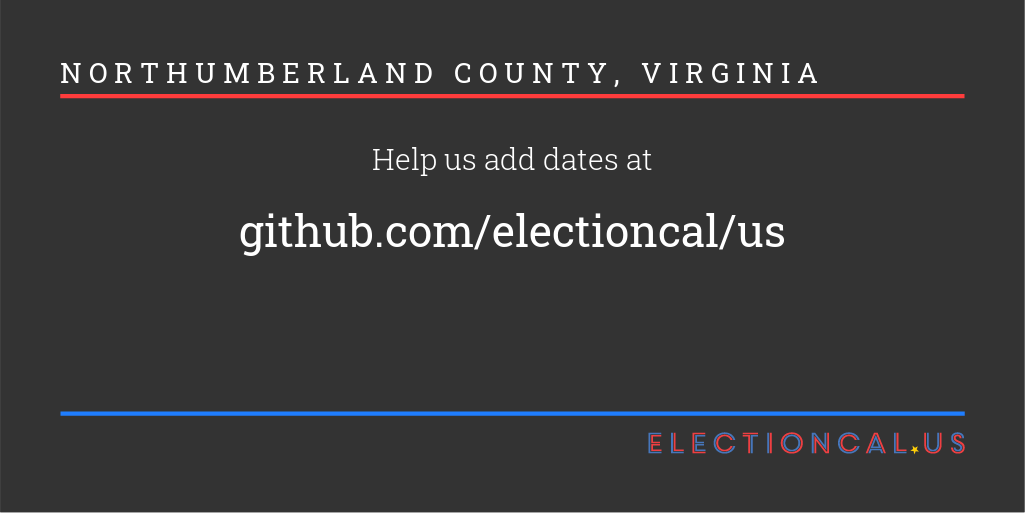 NORTHUMBERLAND COUNTY, VIRGINIA
Help us add dates at
github.com/electioncal/us
ELECTIONCAL.US